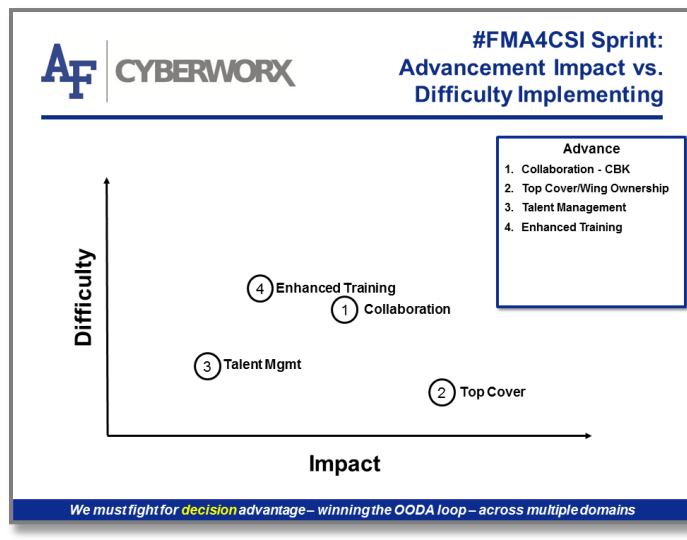 AF
CYBERWORX
#FMA4CSI Sprint:
Advancement Impact vs.
Difficulty Implementing
Advance
1. Collaboration - CBK
2. Top Cover/Wing Ownership
3. Talent Management
4. Enhanced Training
Difficulty
4 Enhanced Training
1 Collaboration
3 Talent Mgmt
2 Top Cover
Impact
We must fight for decision advantage – winning the OODA loop – across multiple domains